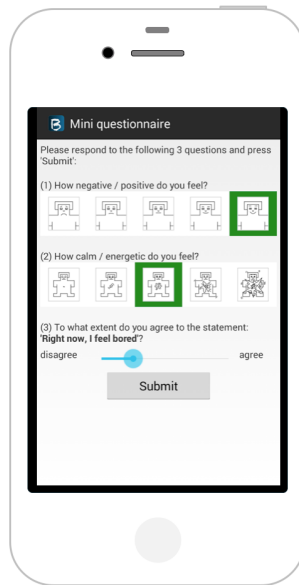 B Mini questionnaire
Please respond to the following 3 questions and press
'Submit':
(1) How negative / positive do you feel?
(2) How calm / energetic do you feel?
(3) To what extent do you agree to the statement:
'Right now, I feel bored'?
disagree agree
Submit